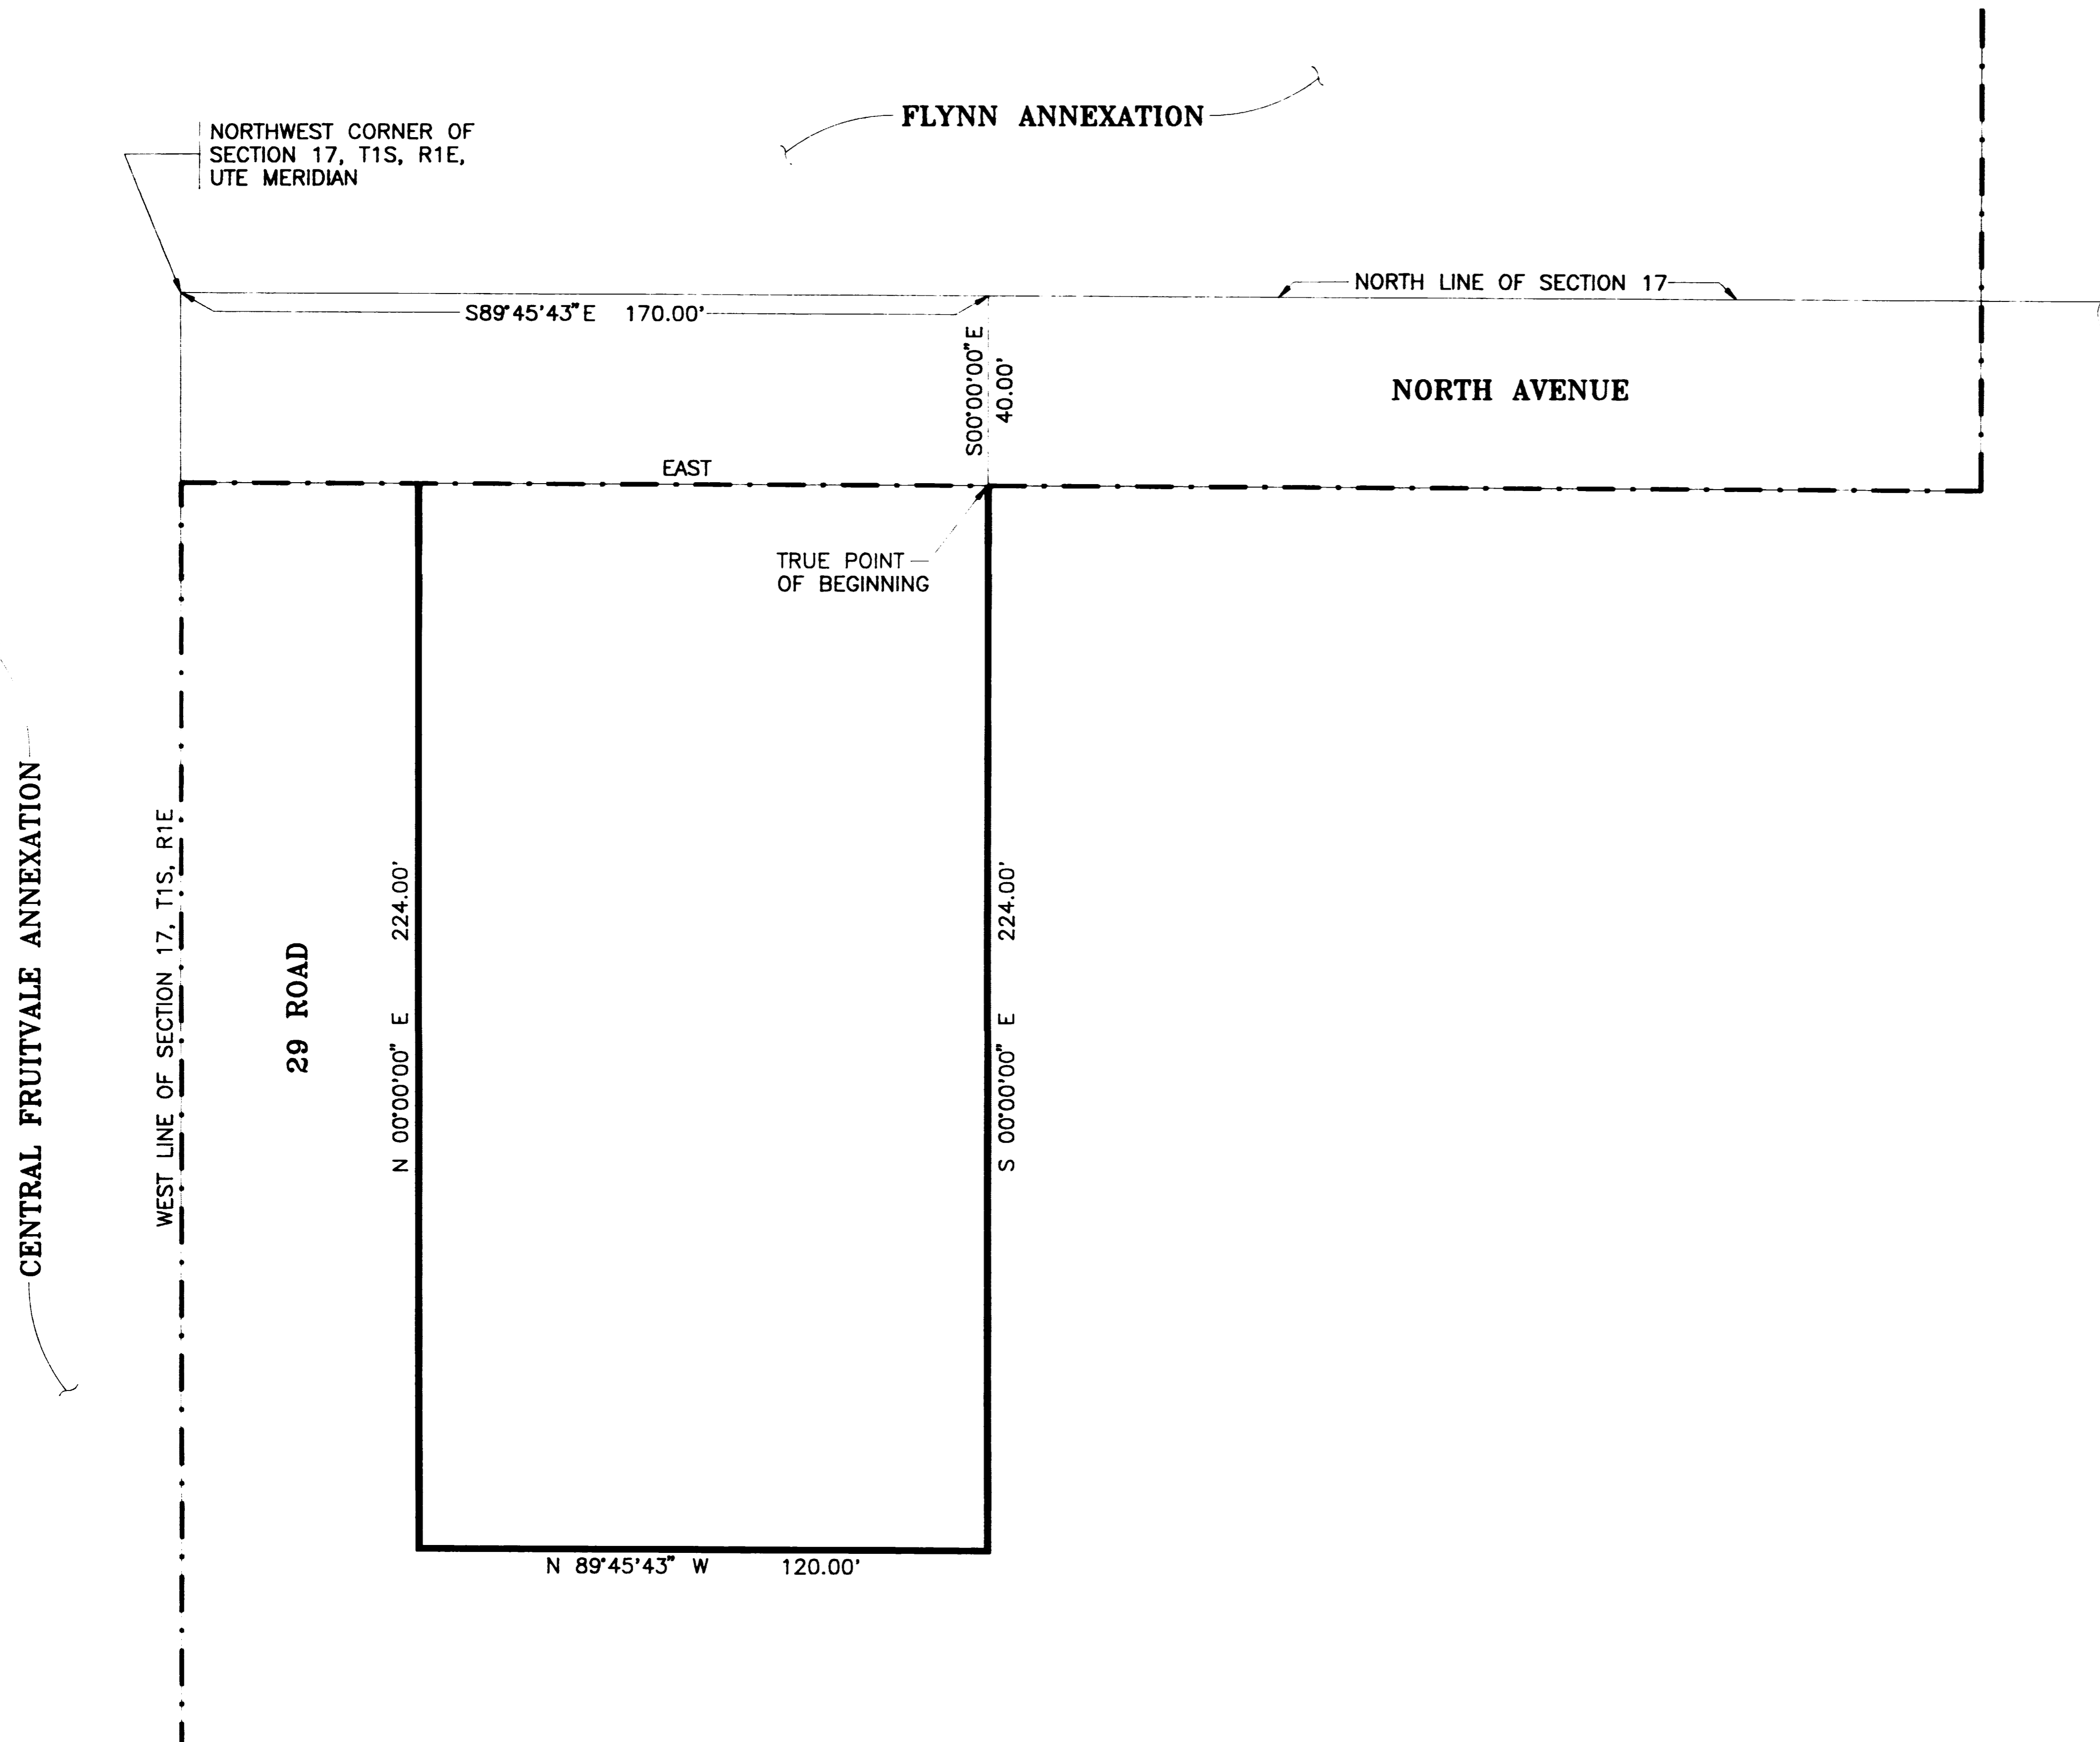 FLYNN ANNEXATION
NORTHWEST CORNER OF
SECTION 17, T1S, R1E,
UTE MERIDIAN
NORTH LINE OF SECTION 17
S89°45'43"E 170.00'
S00°00'00"E
40.00'
NORTH AVENUE
EAST
TRUE POINT
OF BEGINNING
CENTRAL FRUITVALE ANNEXATION
WEST LINE OF SECTION 17, T1S, R1E
29 ROAD
N 00°00'00" E 224.00'
S 00°00'00" E 224.00'
N 89°45'43" W 120.00'